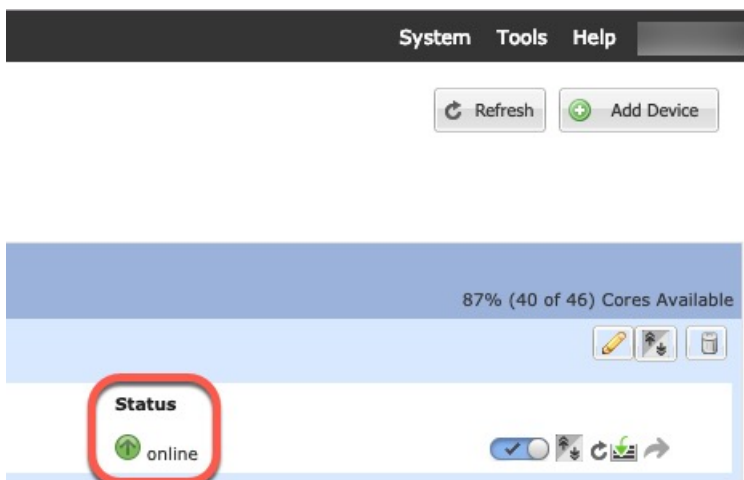 System Tools Help
Refresh Add Device
87% (40 of 46) Cores Available
Status
online